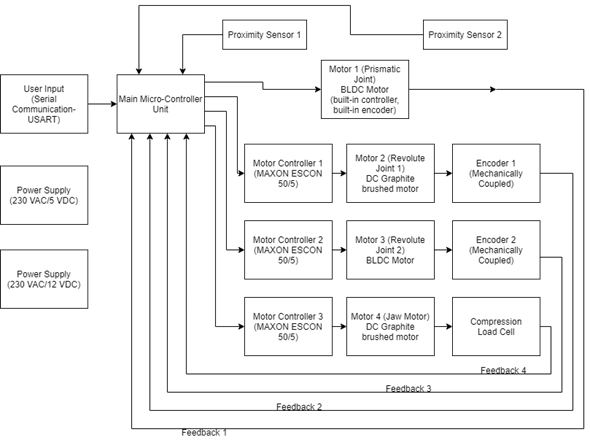 Proximity Sensor 1
Proximity Sensor 2
User Input
(Serial
Communication-
USART)
Main Micro-Controller
Unit
Motor 1 (Prismatic
Joint)
BLDC Motor
(built-in controller,
built-in encoder)
Motor Controller 1
(MAXON ESCON
50/5)
Motor 2 (Revolute
Joint 1)
DC Graphite
brushed motor
Encoder 1
(Mechanically
Coupled)
Power Supply
(230 VAC/5 VDC)
Motor Controller 2
(MAXON ESCON
50/5)
Motor 3 (Revolute
Joint 2)
BLDC Motor
Encoder 2
(Mechanically
Coupled)
Power Supply
(230 VAC/12 VDC)
Motor Controller 3
(MAXON ESCON
50/5)
Motor 4 (Jaw Motor)
DC Graphite
brushed motor
Compression
Load Cell
Feedback 4
Feedback 3
Feedback 2
Feedback 1